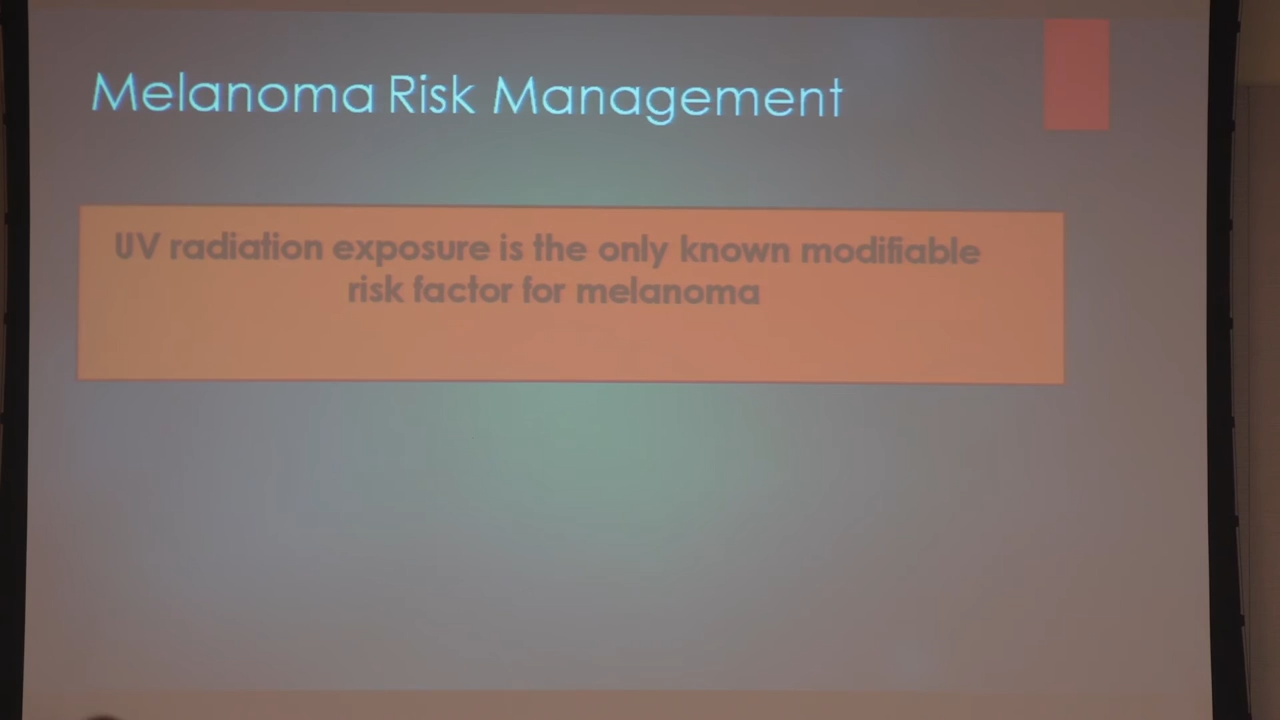 Melanoma Risk Management
UV radiation exposure is the only known modifiable
risk factor for melanoma